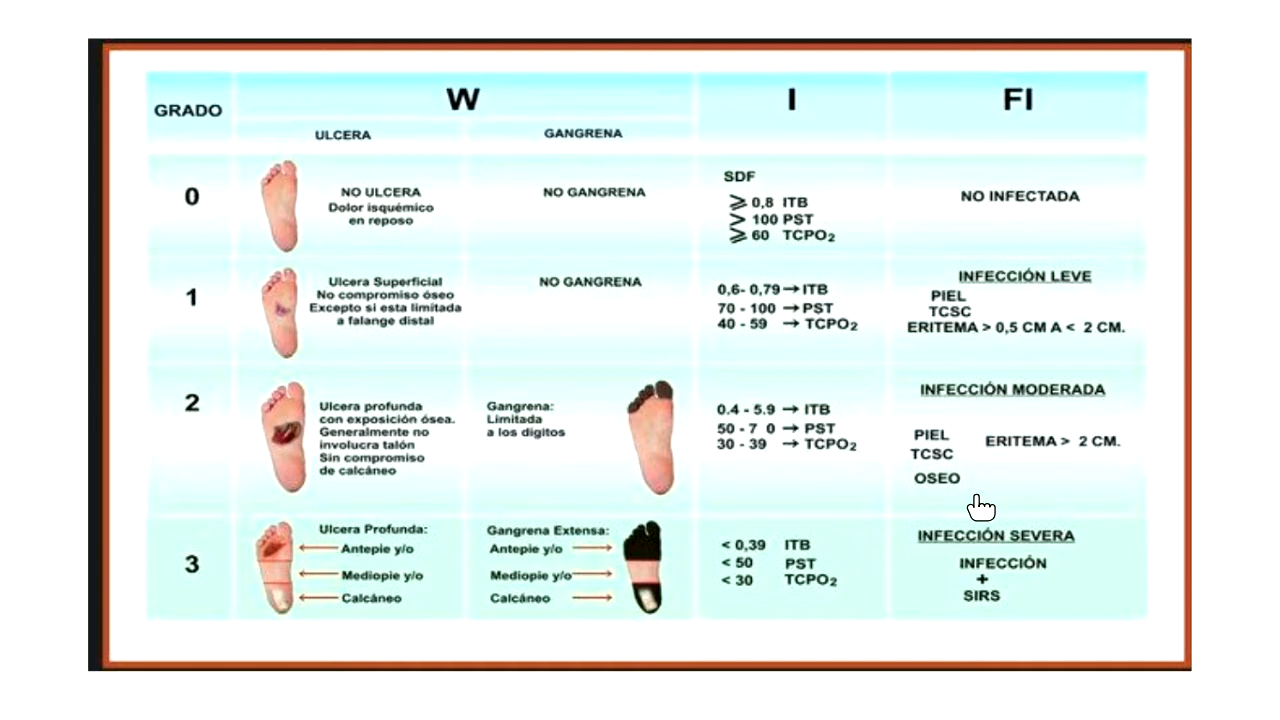 GRADO
W
I
FI
ULCERA
GANGRENA
0
NO ULCERA
Dolor isquémico
en reposo
NO GANGRENA
SDF
⩾ 0,8 ITB
> 100 PST
⩾ 60 TCPO₂
NO INFECTADA
1
Ulcera Superficial
No compromiso óseo
Excepto si esta limitada
a falange distal
NO GANGRENA
0,6- 0,79 → ITB
70 - 100 → PST
40 - 59 → TCPO₂
INFECCIÓN LEVE
PIEL
TCSC
ERITEMA > 0,5 CM A < 2 CM.
2
Ulcera profunda
con exposición ósea.
Generalmente no
involucra talón
Sin compromiso
de calcáneo
Gangrena:
Limitada
a los digitos
0.4 - 5.9 → ITB
50 - 7 0 → PST
30 - 39 → TCPO₂
INFECCIÓN MODERADA
PIEL
TCSC
OSEO
ERITEMA > 2 CM.
3
Ulcera Profunda:
Antepie y/o
Mediopie y/o
Calcáneo
Gangrena Extensa:
Antepie y/o
Mediopie y/o
Calcáneo
< 0,39 ITB
< 50 PST
< 30 TCPO₂
INFECCIÓN SEVERA
INFECCIÓN
+
SIRS